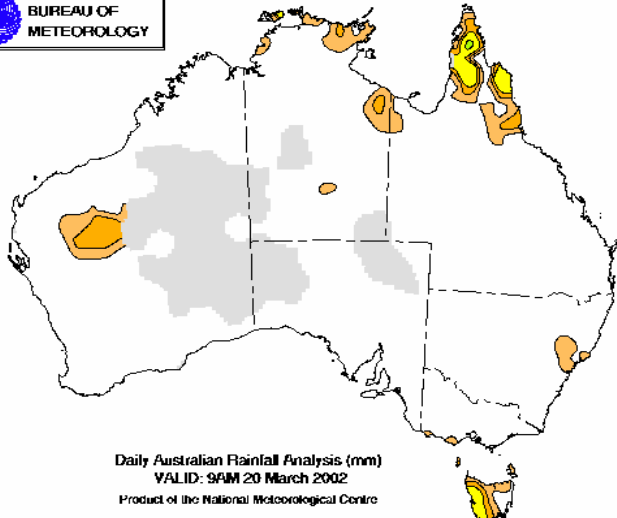 BUREAU OF
METEOROLOGY
Daily Australian Rainfall Analysis (mm)
VALID: 9AM 20 March 2002
Product of the National Meteorological Centre